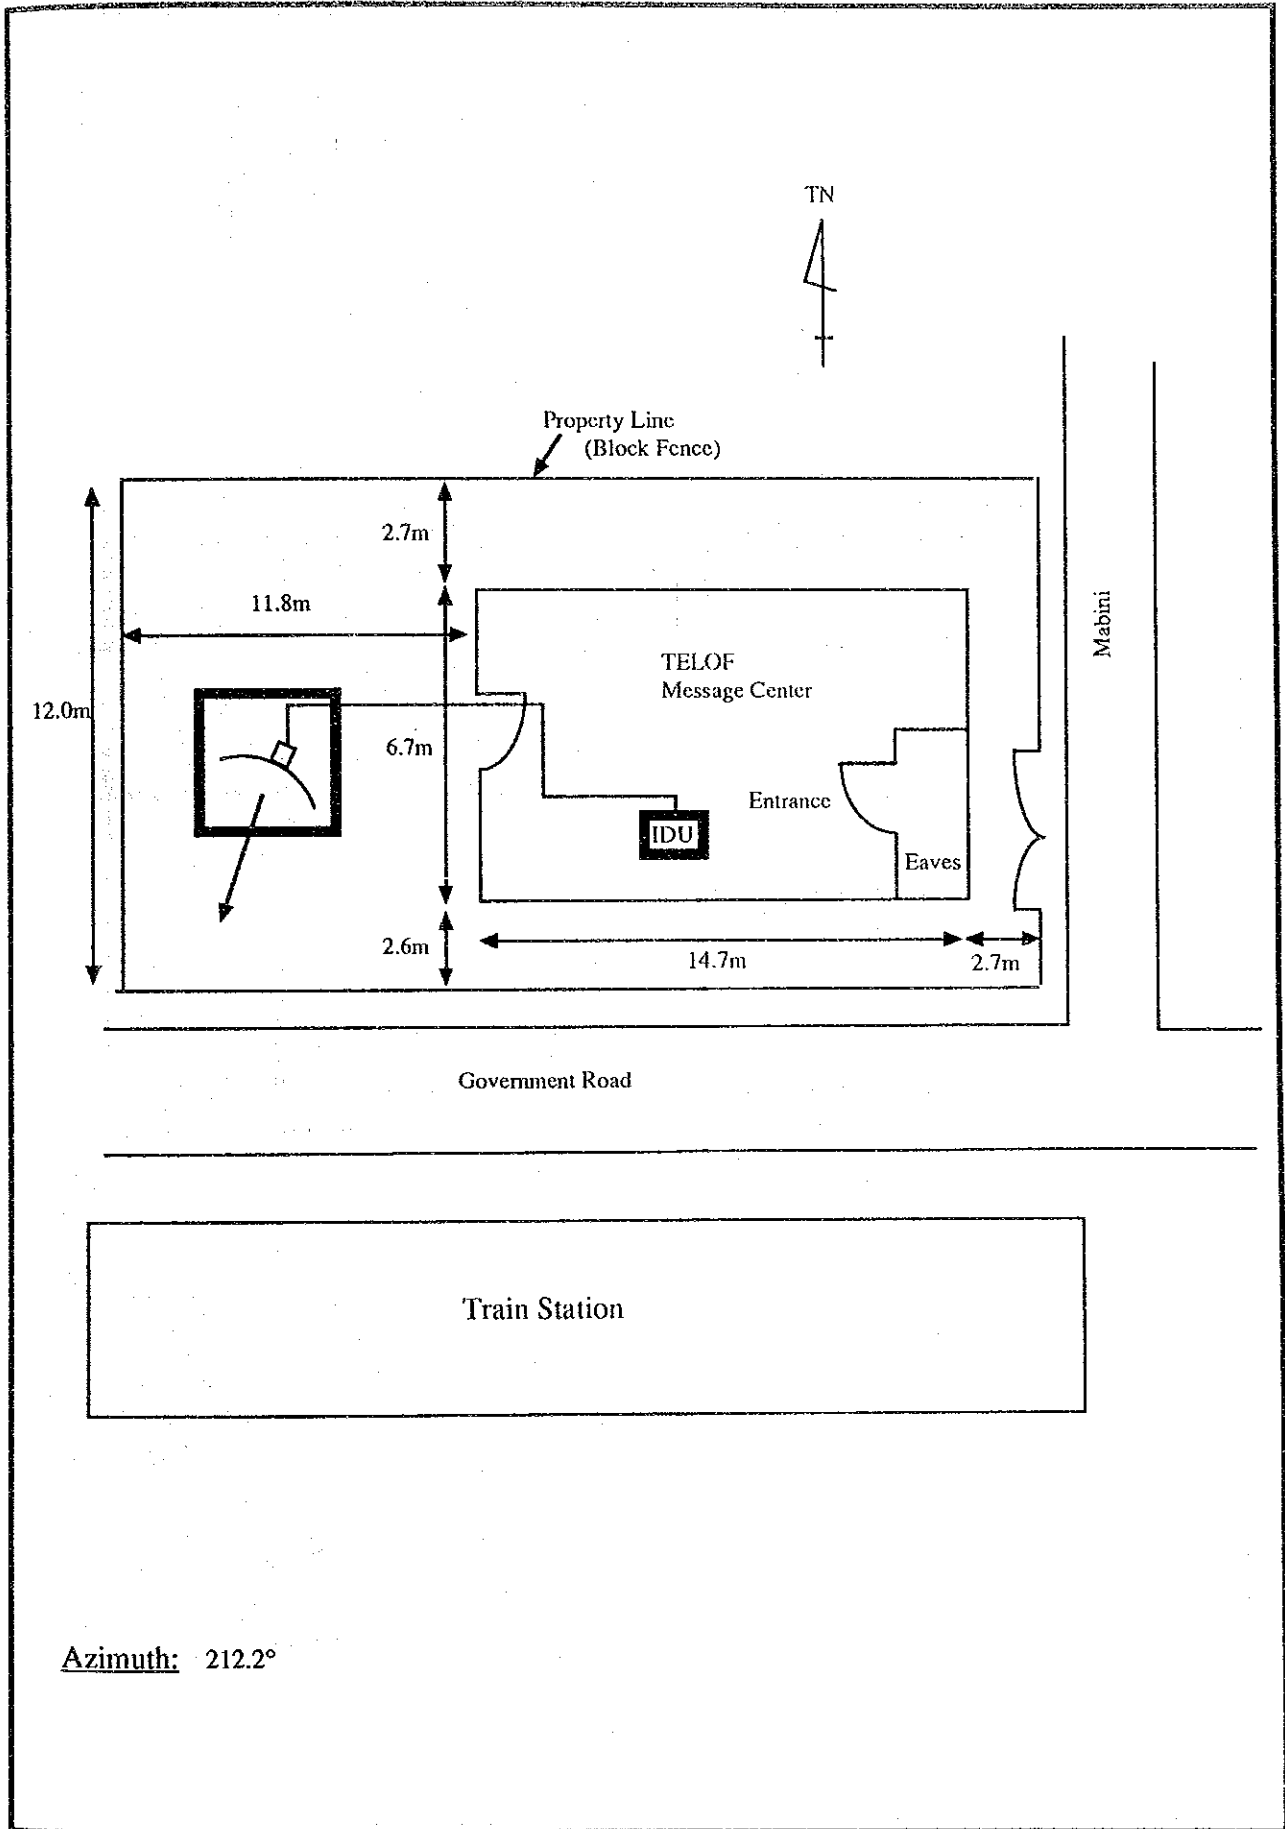 TN
Property Line
(Block Fence)
2.7m
11.8m
Mabini
TELOF
Message Center
12.0m
6.7m
Entrance
IDU
Eaves
2.6m
14.7m
2.7m
Government Road
Train Station
Azimuth: 212.2°